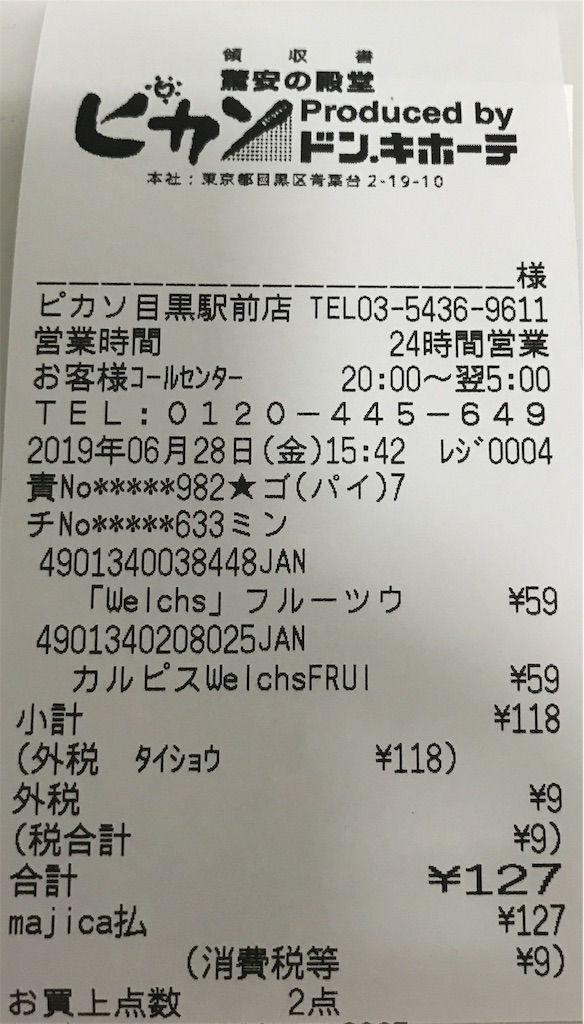 領収書
驚安の殿堂
ピカソ Produced by
ドン.キホーテ
本社：東京都目黒区青葉台2-19-10
様
ピカソ目黒駅前店 TEL03-5436-9611
営業時間 24時間営業
お客様ｺｰﾙｾﾝﾀｰ 20:00～翌5:00
ＴＥＬ：０１２０－４４５－６４９
2019年06月28日(金)15:42 ﾚｼﾞ0004
責No*****982★ゴ(パイ)7
チNo*****633ミン
4901340038448JAN
「Welchs」フルーツウ ¥59
4901340208025JAN
カルピスWelchsFRUI ¥59
小計 ¥118
(外税 ﾀｲｼｮｳ ¥118)
外税 ¥9
(税合計 ¥9)
合計 ¥127
majica払 ¥127
(消費税等 ¥9)
お買上点数 2点